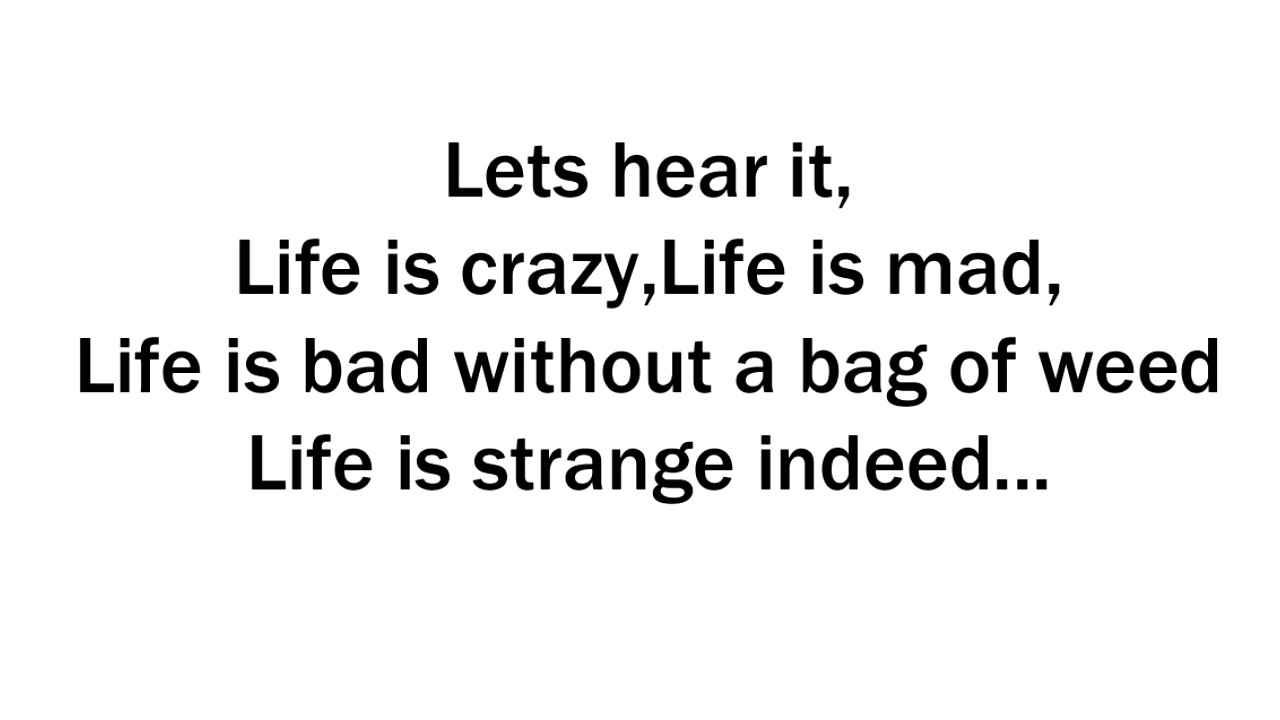 Lets hear it,
Life is crazy,Life is mad,
Life is bad without a bag of weed
Life is strange indeed...